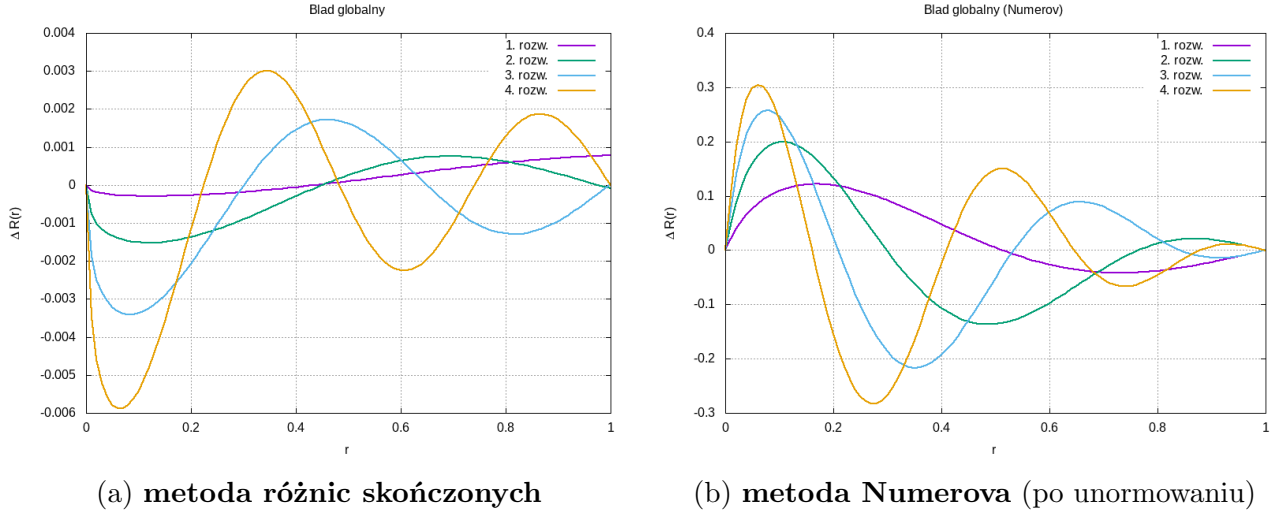 Blad globalny
Δ R(r)
0.004
0.003
0.002
0.001
0
-0.001
-0.002
-0.003
-0.004
-0.005
-0.006
1. rozw.
2. rozw.
3. rozw.
4. rozw.
0 0.2 0.4 0.6 0.8 1
r
(a) metoda różnic skończonych
Blad globalny (Numerov)
Δ R(r)
0.4
0.3
0.2
0.1
0
-0.1
-0.2
-0.3
1. rozw.
2. rozw.
3. rozw.
4. rozw.
0 0.2 0.4 0.6 0.8 1
r
(b) metoda Numerova (po unormowaniu)